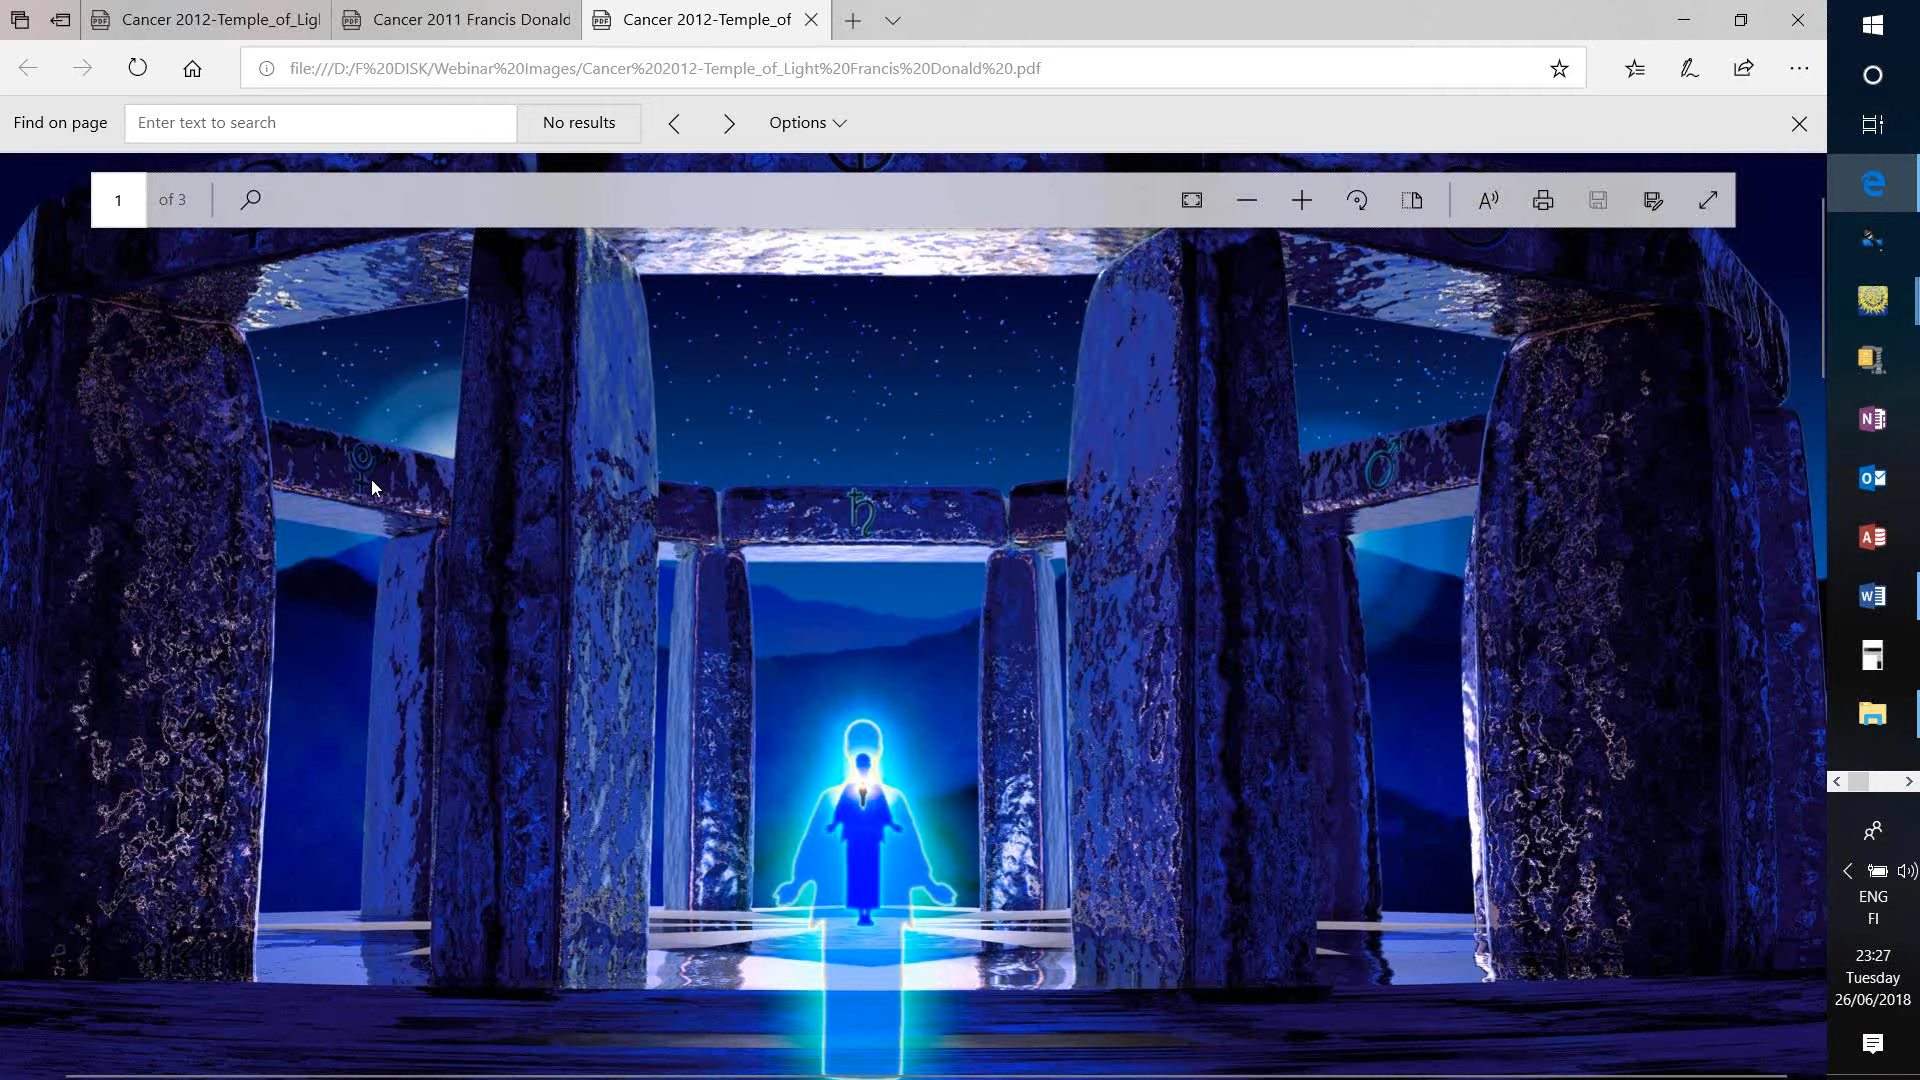 Cancer 2012-Temple_of_Ligl
Cancer 2011 Francis Donald
Cancer 2012-Temple_of
file:///D:/F%20DISK/Webinar%20Images/Cancer%202012-Temple_of_Light%20Francis%20Donald%20.pdf
Find on page
Enter text to search
No results
Options
1
of 3
ENG
FI
23:27
Tuesday
26/06/2018